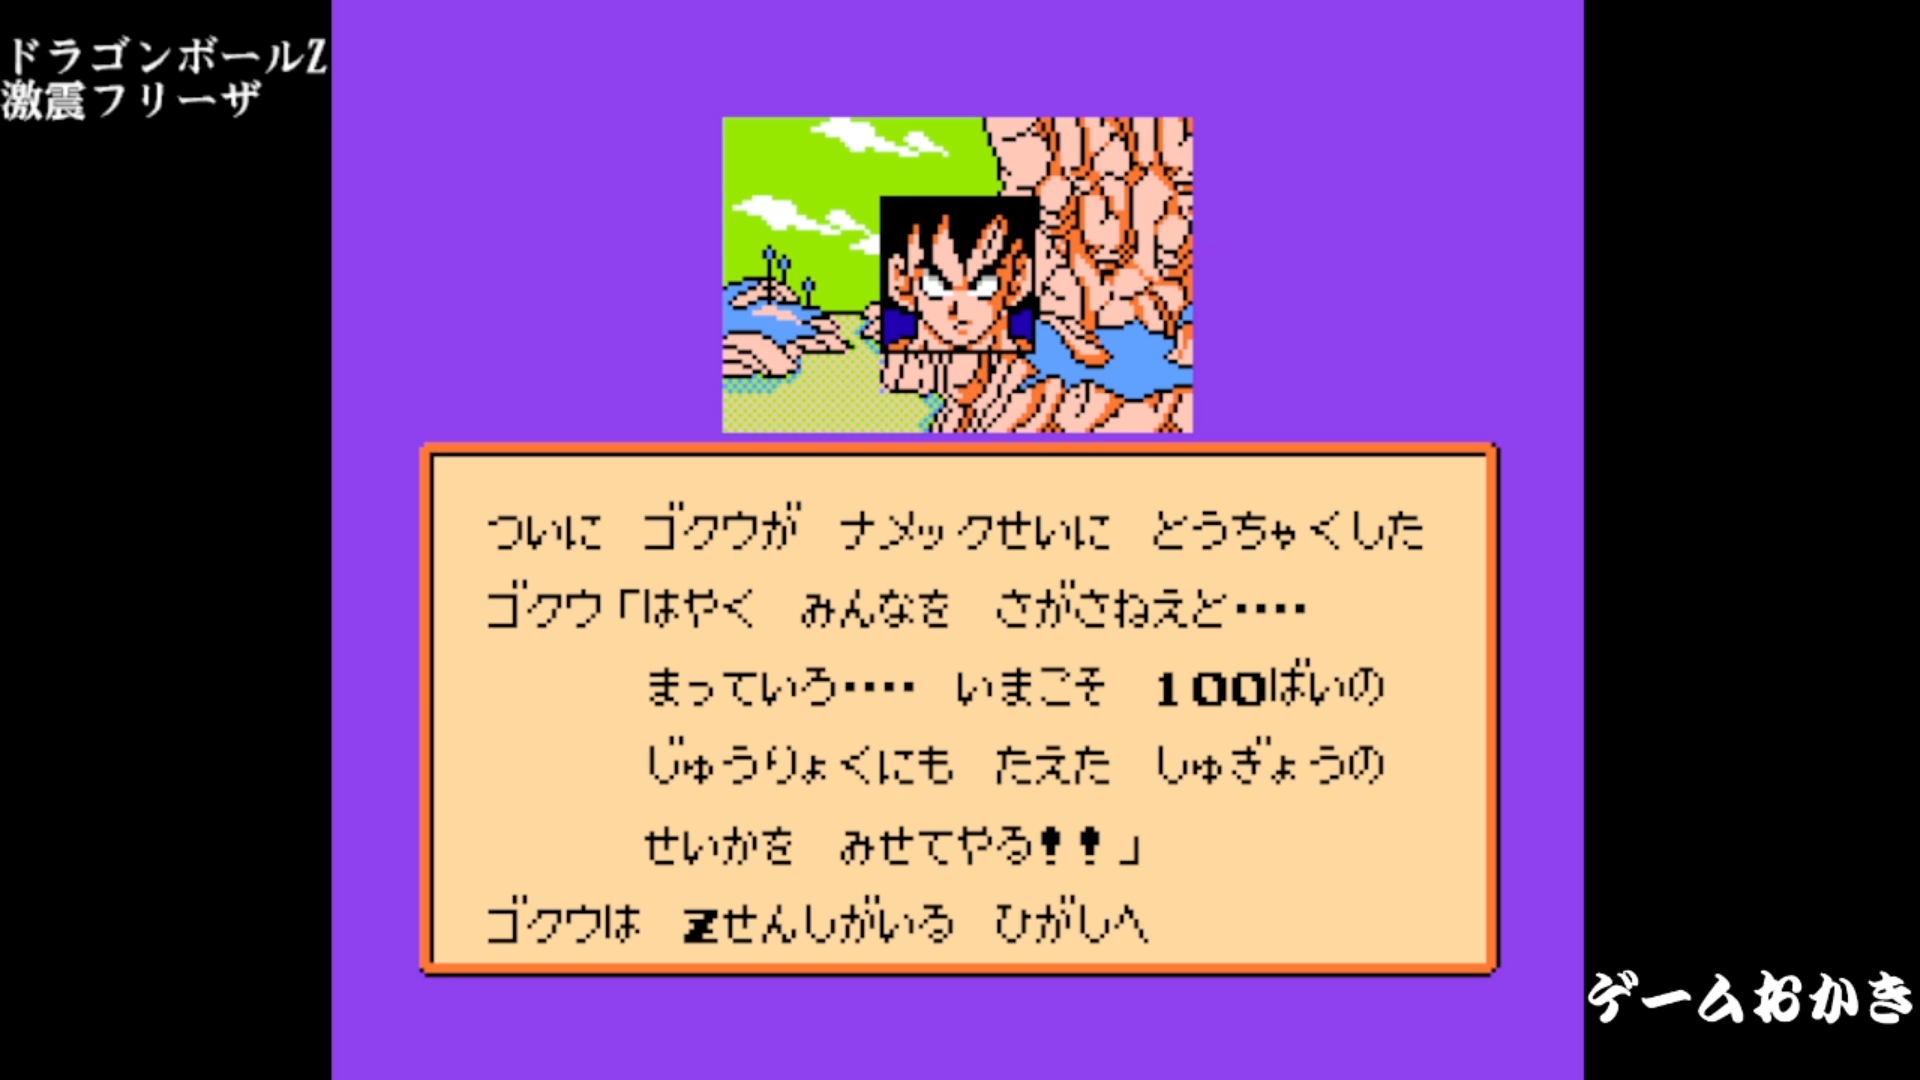 ドラゴンボールZ
激震フリーザ
ついに ゴクウが ナメックせいに とうちゃくした
ゴクウ「はやく みんなを さがさねえと‥‥
まっていろ‥‥ いまこそ 100ばいの
じゅうりょくにも たえた しゅぎょうの
せいかを みせてやる!!」
ゴクウは Zせんしがいる ひがしへ
ゲームおかき